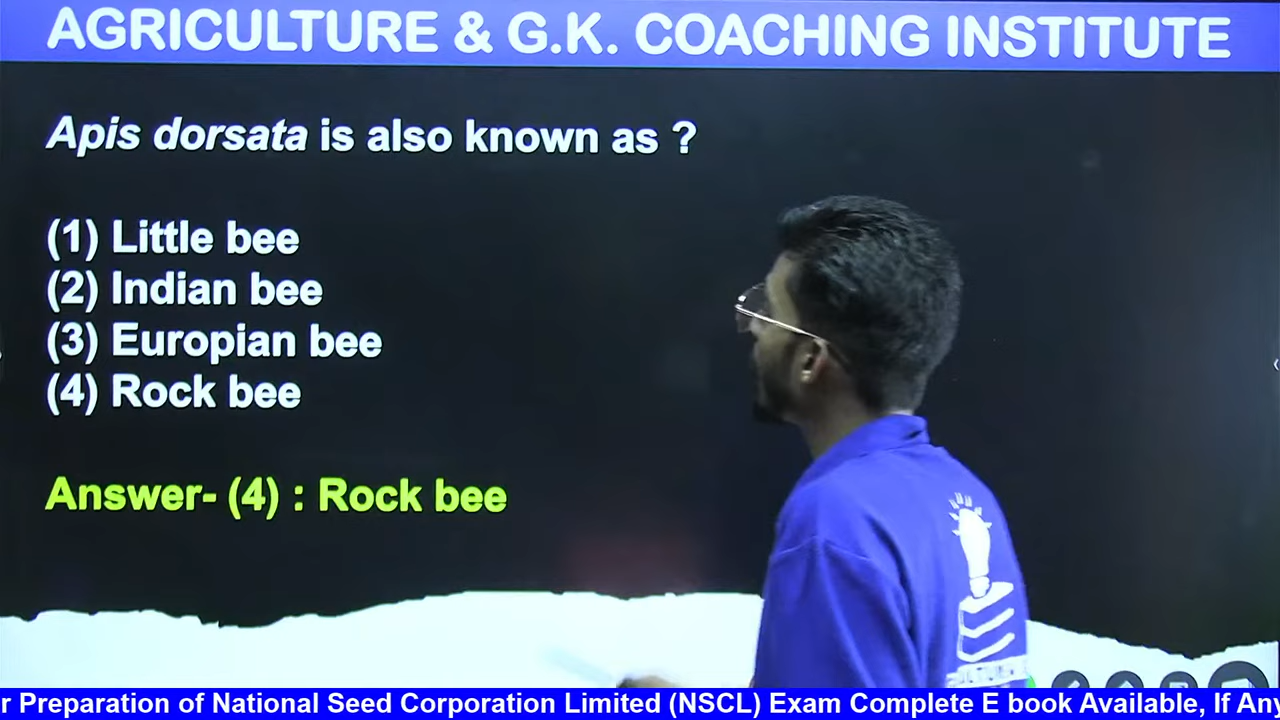 AGRICULTURE & G.K. COACHING INSTITUTE
Apis dorsata is also known as ?
(1) Little bee
(2) Indian bee
(3) Europian bee
(4) Rock bee
Answer- (4) : Rock bee
r Preparation of National Seed Corporation Limited (NSCL) Exam Complete E book Available, If Any